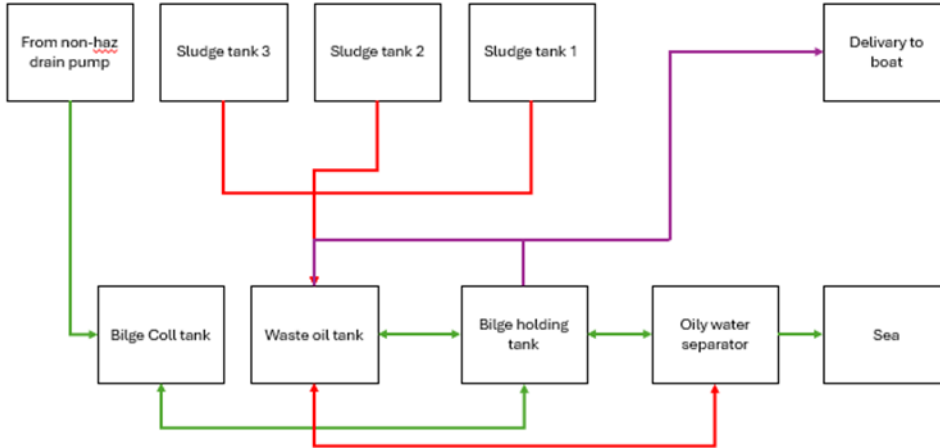 From non-haz
drain pump
Sludge tank 3
Sludge tank 2
Sludge tank 1
Delivary to
boat
Bilge Coll tank
Waste oil tank
Bilge holding
tank
Oily water
separator
Sea